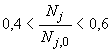 0,4 < N_j / N_{j,0} < 0,6